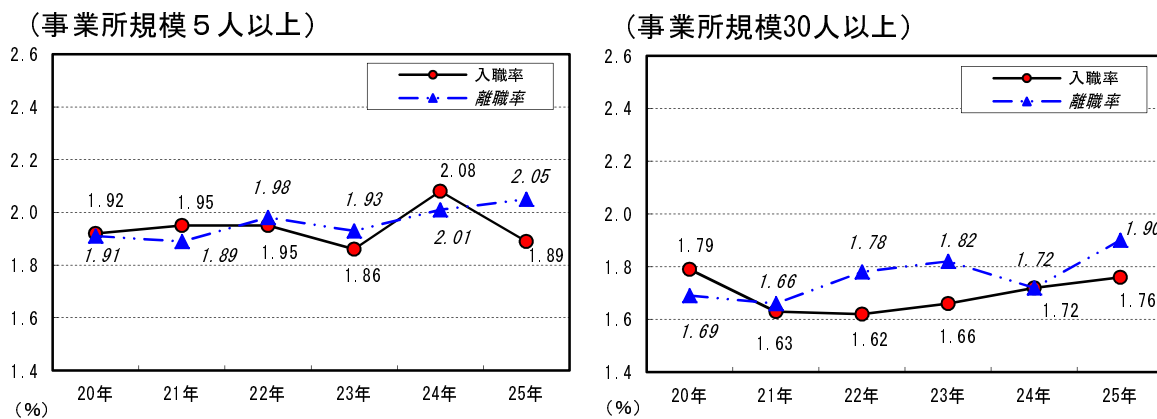 (事業所規模５人以上)
2.6
2.4
2.2
2.0
1.8
1.6
1.4
(%)
入職率
離職率
1.92
1.95
1.98
1.93
2.08
2.05
1.91
1.89
1.95
1.86
2.01
1.89
20年
21年
22年
23年
24年
25年
(事業所規模30人以上)
2.6
2.4
2.2
2.0
1.8
1.6
1.4
(%)
入職率
離職率
1.79
1.66
1.78
1.82
1.72
1.90
1.69
1.63
1.62
1.66
1.72
1.76
20年
21年
22年
23年
24年
25年